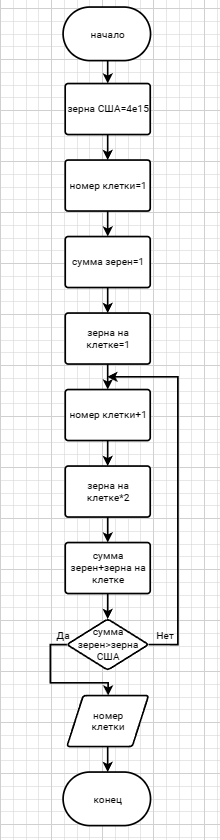 начало
зерна США=4e15
номер клетки=1
сумма зерен=1
зерна на
клетке=1
номер клетки+1
зерна на
клетке*2
сумма
зерен+зерна на
клетке
Да
сумма
зерен>зерна
США
Нет
номер
клетки
конец